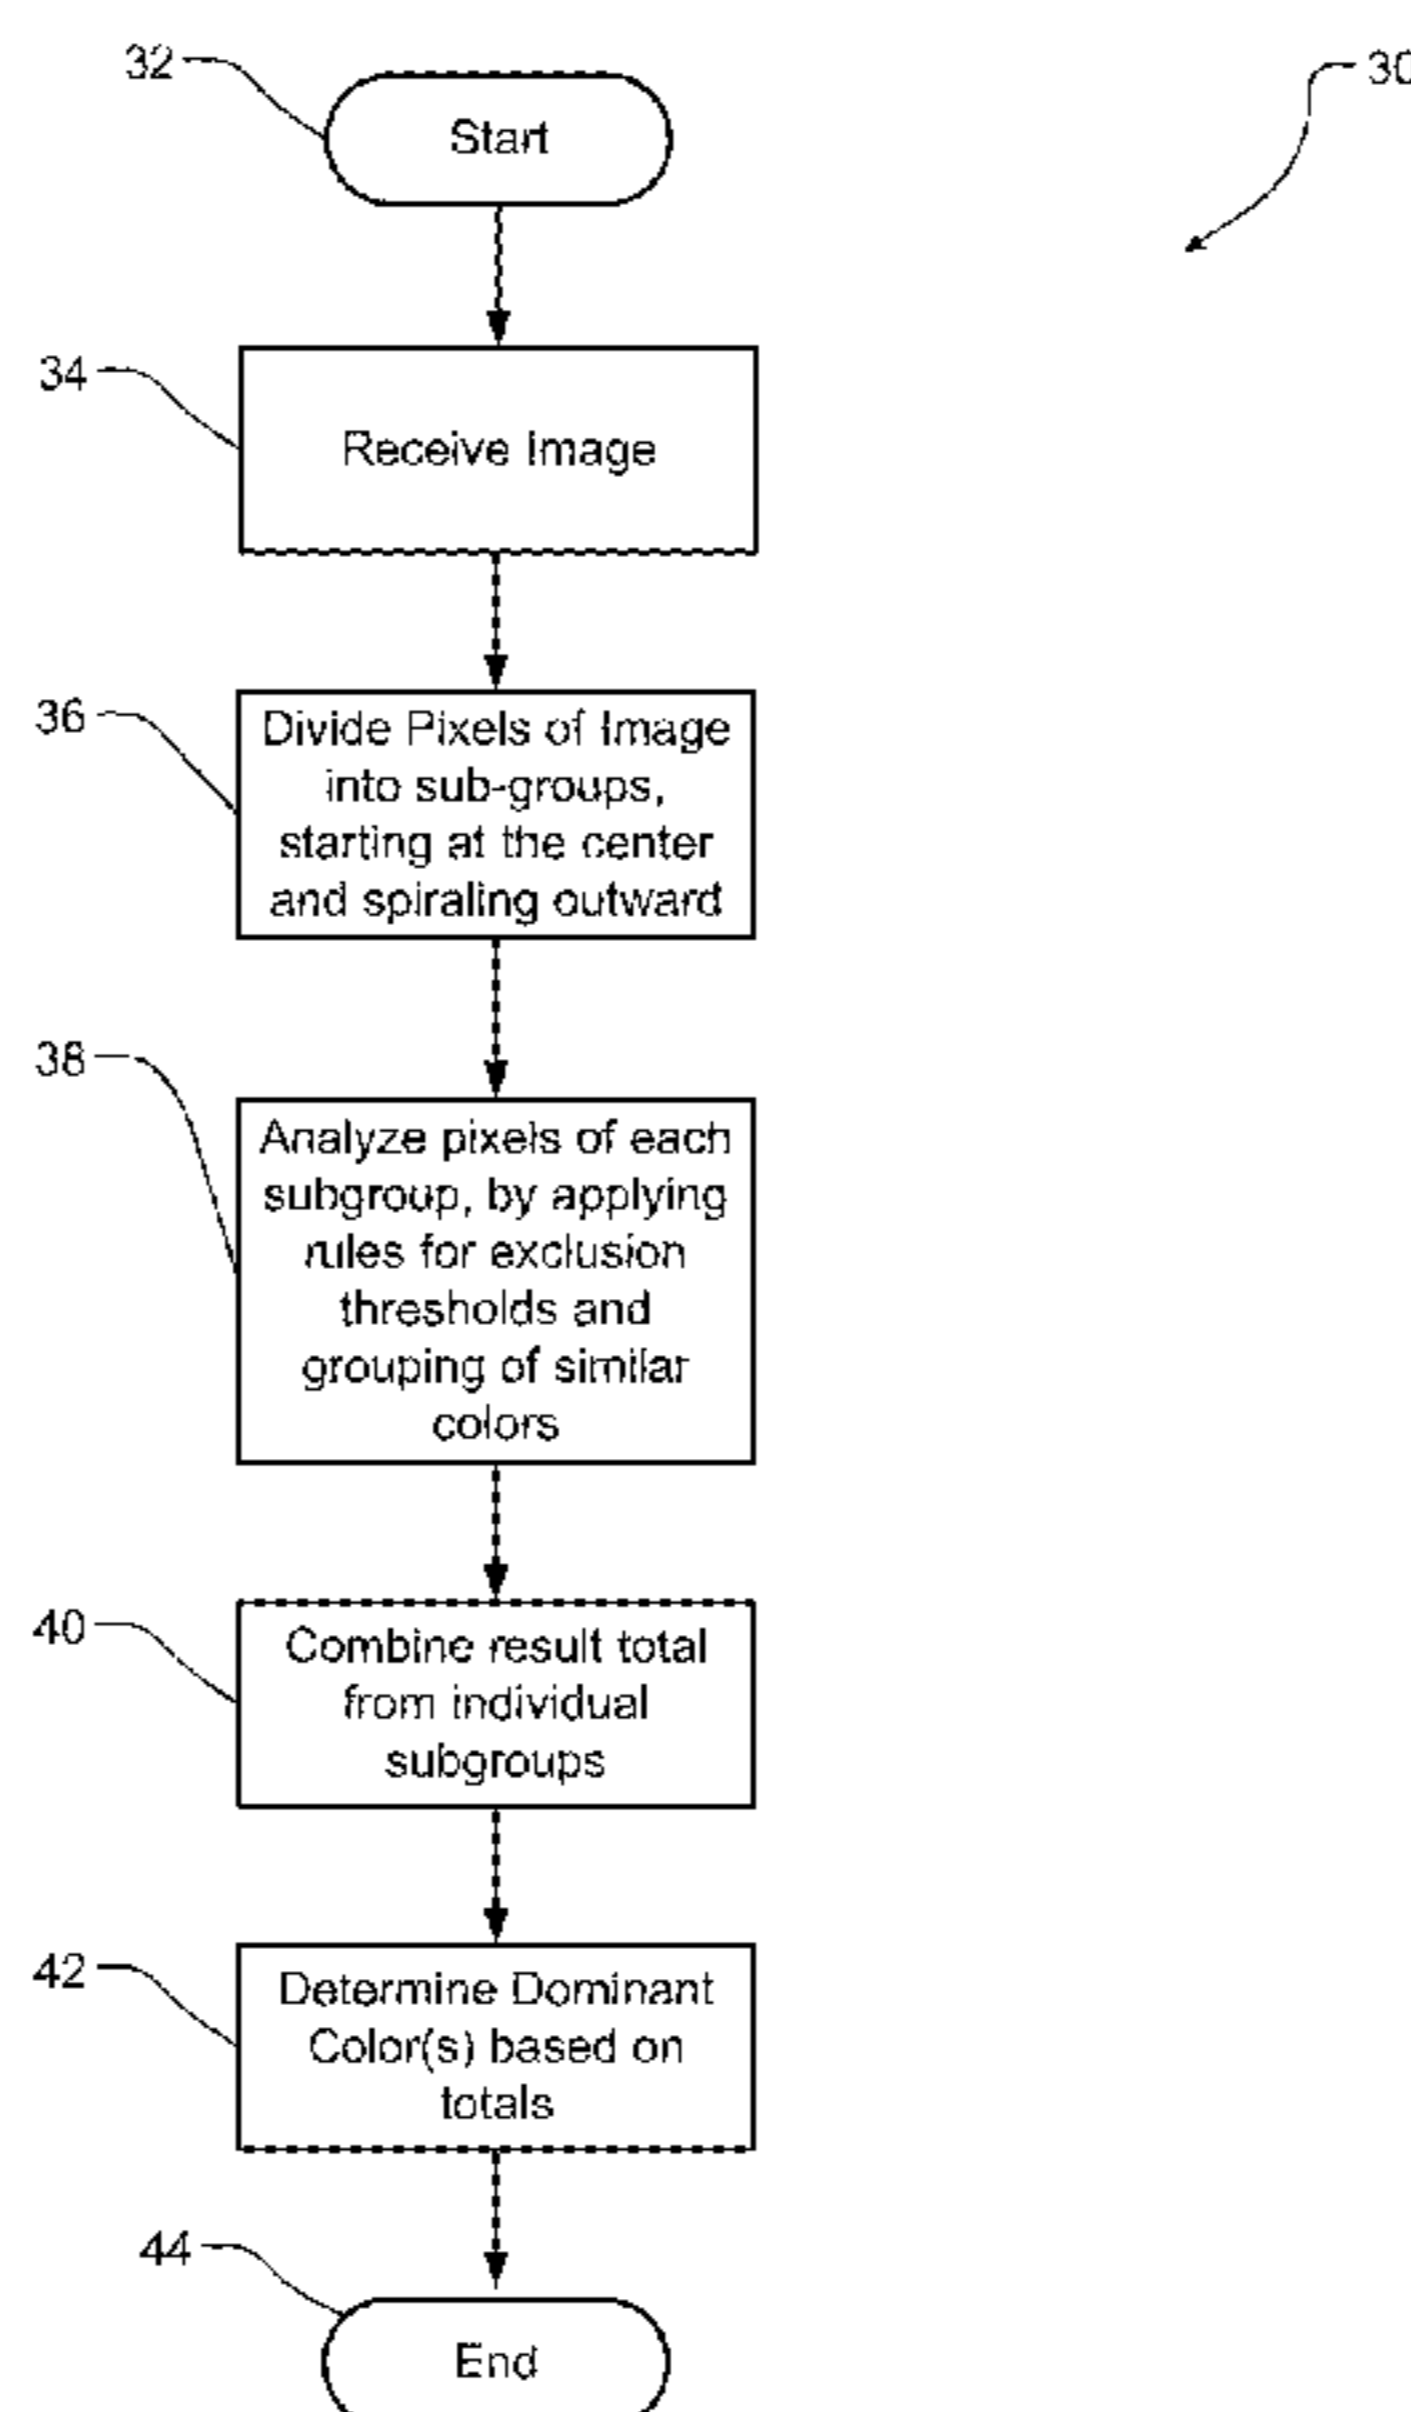 32
Start
30
34
Receive Image
36
Divide Pixels of Image
into sub-groups,
starting at the center
and spiraling outward
38
Analyze pixels of each
subgroup, by applying
rules for exclusion
thresholds and
grouping of similar
colors
40
Combine result total
from individual
subgroups
42
Determine Dominant
Color(s) based on
totals
44
End